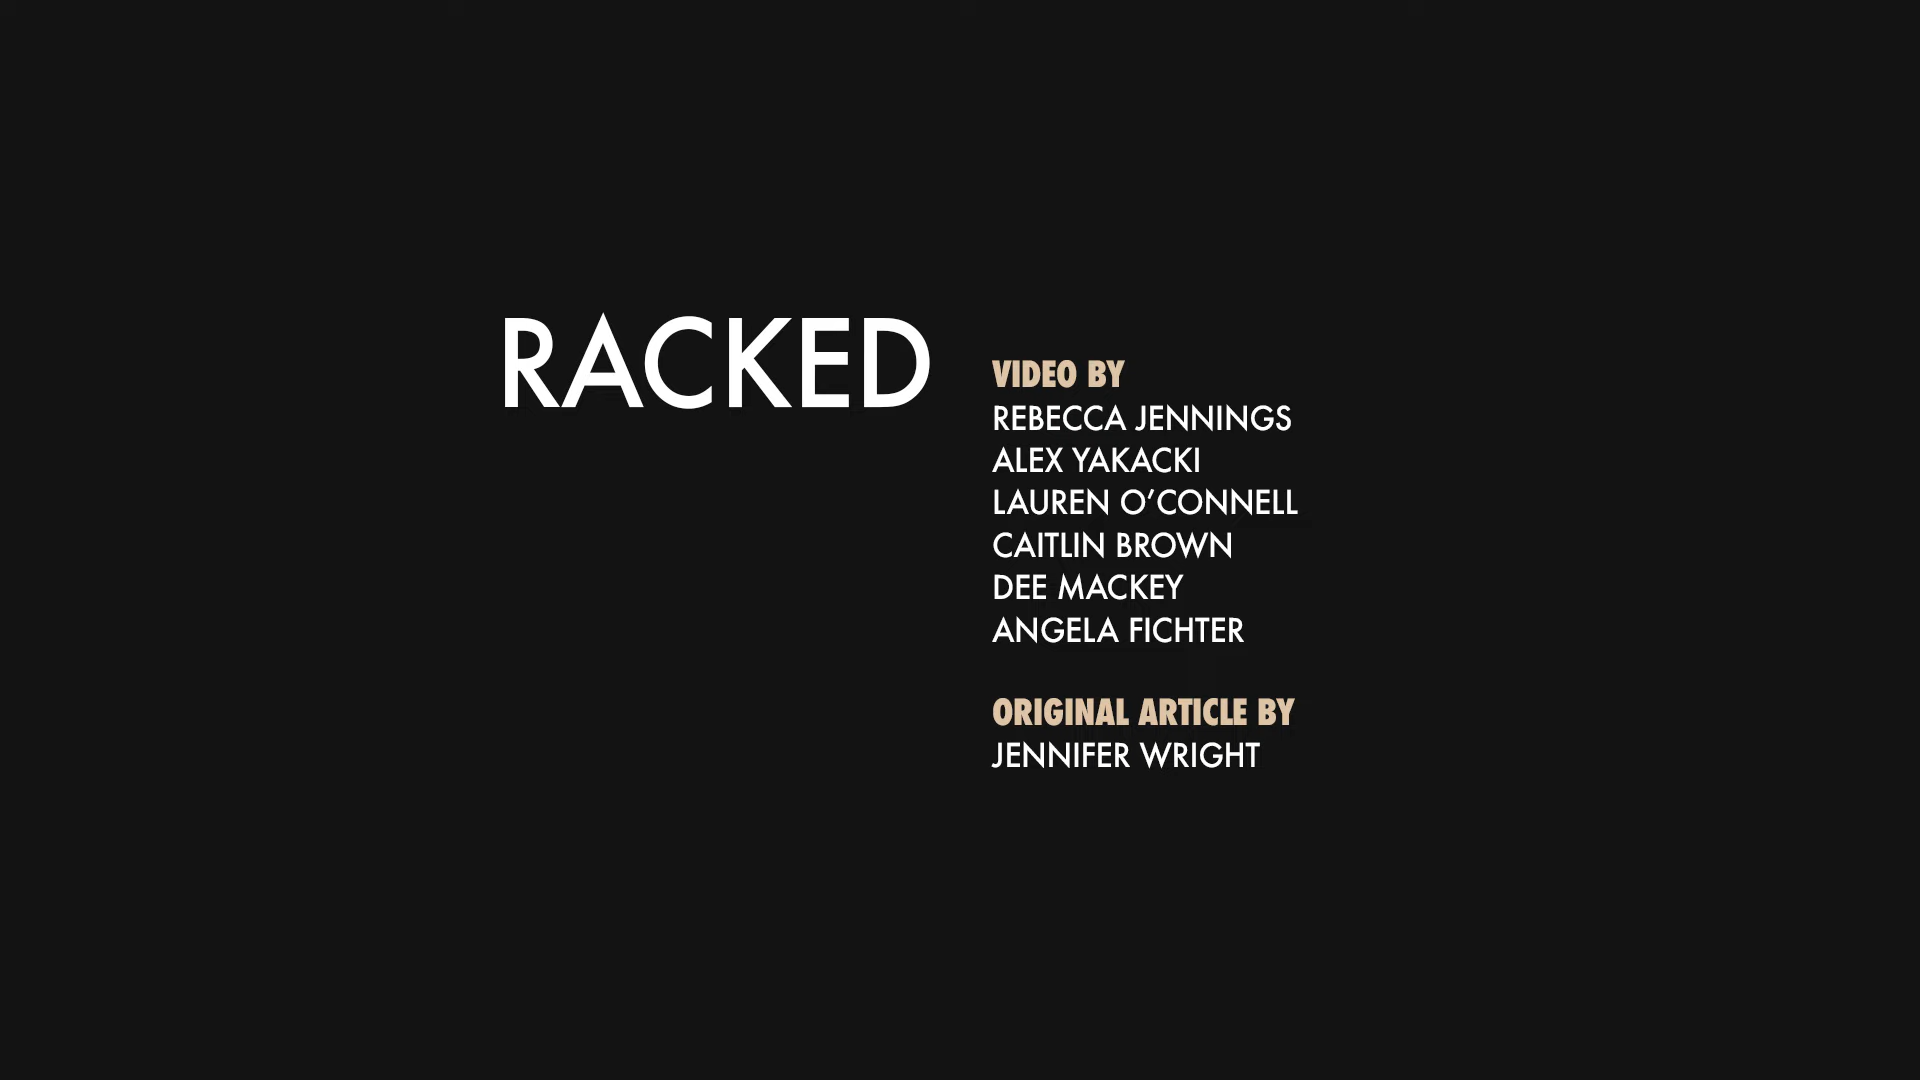 RACKED
VIDEO BY
REBECCA JENNINGS
ALEX YAKACKI
LAUREN O’CONNELL
CAITLIN BROWN
DEE MACKEY
ANGELA FICHTER
ORIGINAL ARTICLE BY
JENNIFER WRIGHT